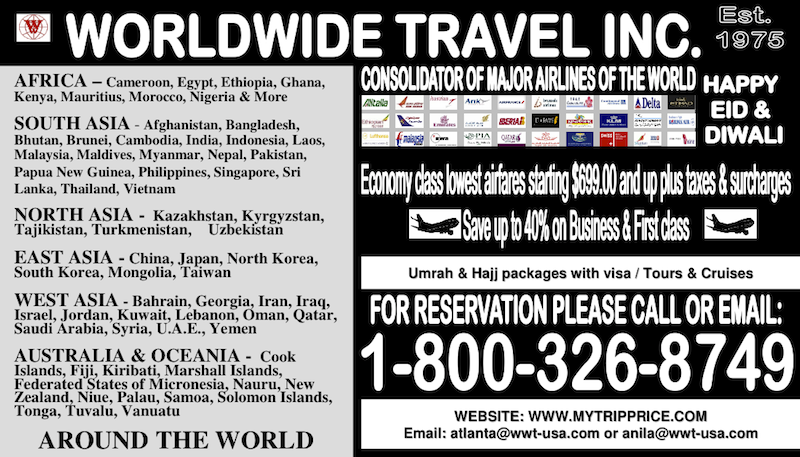 W
WORLDWIDE TRAVEL INC.
Est.
1975
AFRICA – Cameroon, Egypt, Ethiopia, Ghana,
Kenya, Mauritius, Morocco, Nigeria & More
SOUTH ASIA - Afghanistan, Bangladesh,
Bhutan, Brunei, Cambodia, India, Indonesia, Laos,
Malaysia, Maldives, Myanmar, Nepal, Pakistan,
Papua New Guinea, Philippines, Singapore, Sri
Lanka, Thailand, Vietnam
NORTH ASIA - Kazakhstan, Kyrgyzstan,
Tajikistan, Turkmenistan, Uzbekistan
EAST ASIA - China, Japan, North Korea,
South Korea, Mongolia, Taiwan
WEST ASIA - Bahrain, Georgia, Iran, Iraq,
Israel, Jordan, Kuwait, Lebanon, Oman, Qatar,
Saudi Arabia, Syria, U.A.E., Yemen
AUSTRALIA & OCEANIA - Cook
Islands, Fiji, Kiribati, Marshall Islands,
Federated States of Micronesia, Nauru, New
Zealand, Niue, Palau, Samoa, Solomon Islands,
Tonga, Tuvalu, Vanuatu
AROUND THE WORLD
CONSOLIDATOR OF MAJOR AIRLINES OF THE WORLD
Alitalia
Delta
IBERIA
KLM
PIA
HAPPY
EID &
DIWALI
Economy class lowest airfares starting $699.00 and up plus taxes & surcharges
Save up to 40% on Business & First class
Umrah & Hajj packages with visa / Tours & Cruises
FOR RESERVATION PLEASE CALL OR EMAIL:
1-800-326-8749
WEBSITE: WWW.MYTRIPPRICE.COM
Email: atlanta@wwt-usa.com or anila@wwt-usa.com